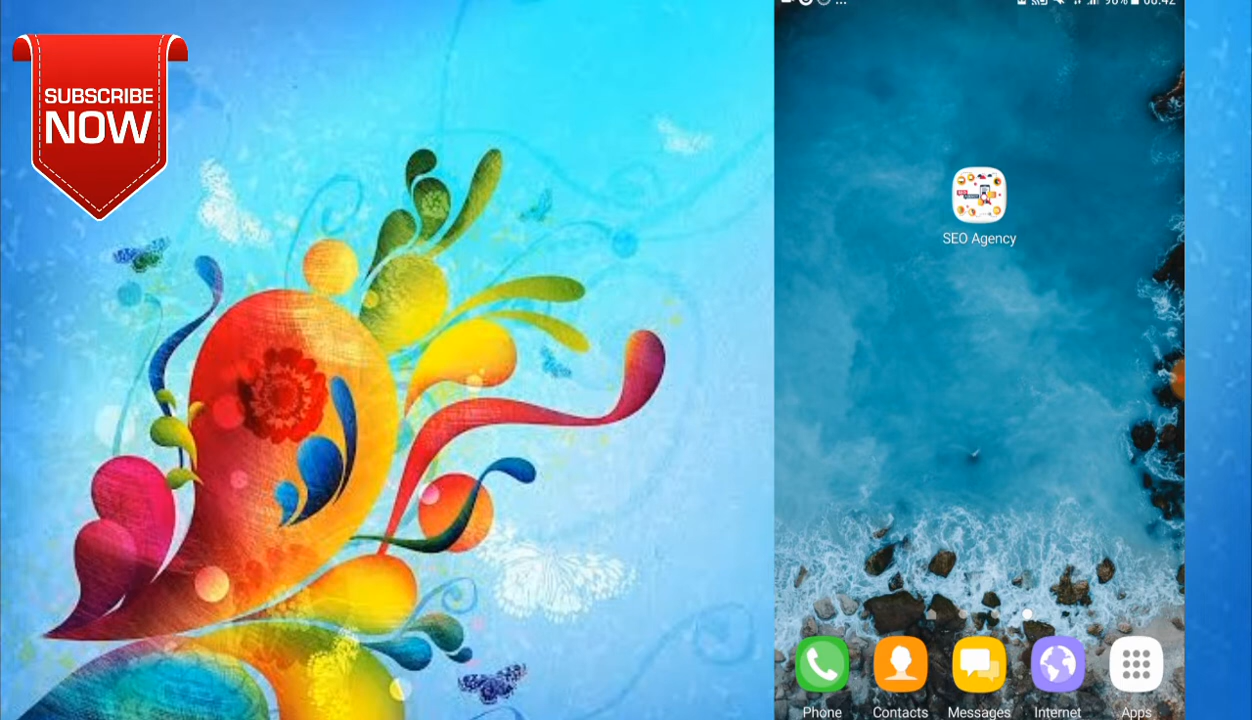 SUBSCRIBE
NOW
SEO Agency
Phone
Contacts
Messages
Internet
Apps